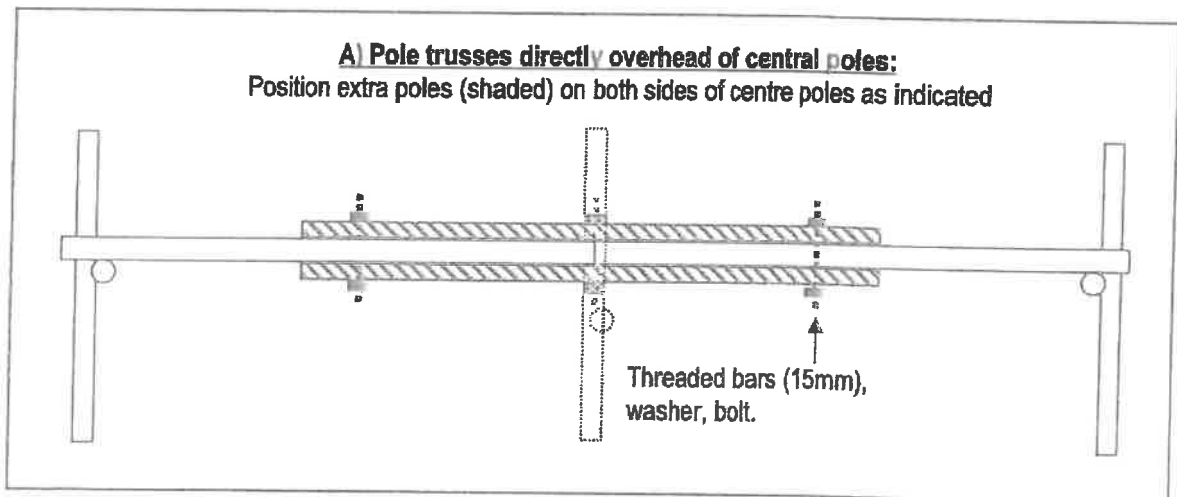 A) Pole trusses directly overhead of central poles:
Position extra poles (shaded) on both sides of centre poles as indicated
Threaded bars (15mm),
washer, bolt.